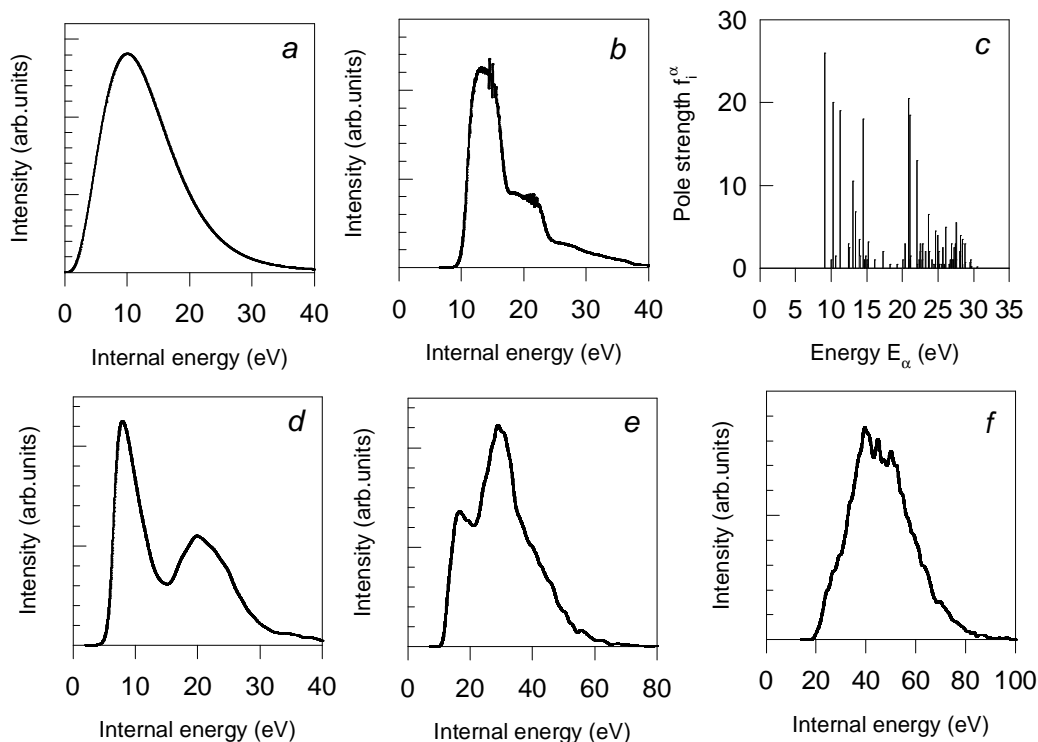 a
Intensity (arb.units)
0 10 20 30 40
Internal energy (eV)
b
Intensity (arb.units)
0 10 20 30 40
Internal energy (eV)
c
Pole strength f_i^α
30
20
10
0
0 5 10 15 20 25 30 35
Energy E_α (eV)
d
Intensity (arb.units)
0 10 20 30 40
Internal energy (eV)
e
Intensity (arb.units)
0 20 40 60 80
Internal energy (eV)
f
Intensity (arb.units)
0 20 40 60 80 100
Internal energy (eV)